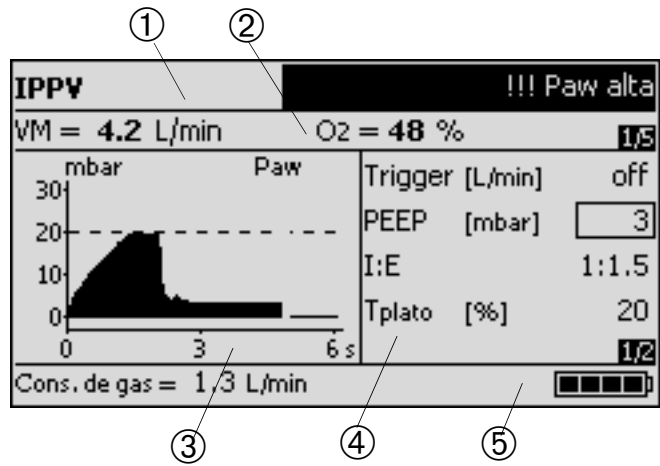 ① ②
IPPV !!! Paw alta
VM = 4.2 L/min O2 = 48 % 1/5
mbar Paw
30
20
10
0
0 3 6 s
Trigger [L/min] off
PEEP [mbar] 3
I:E 1:1.5
Tplato [%] 20
1/2
Cons. de gas = 1.3 L/min
③ ④ ⑤